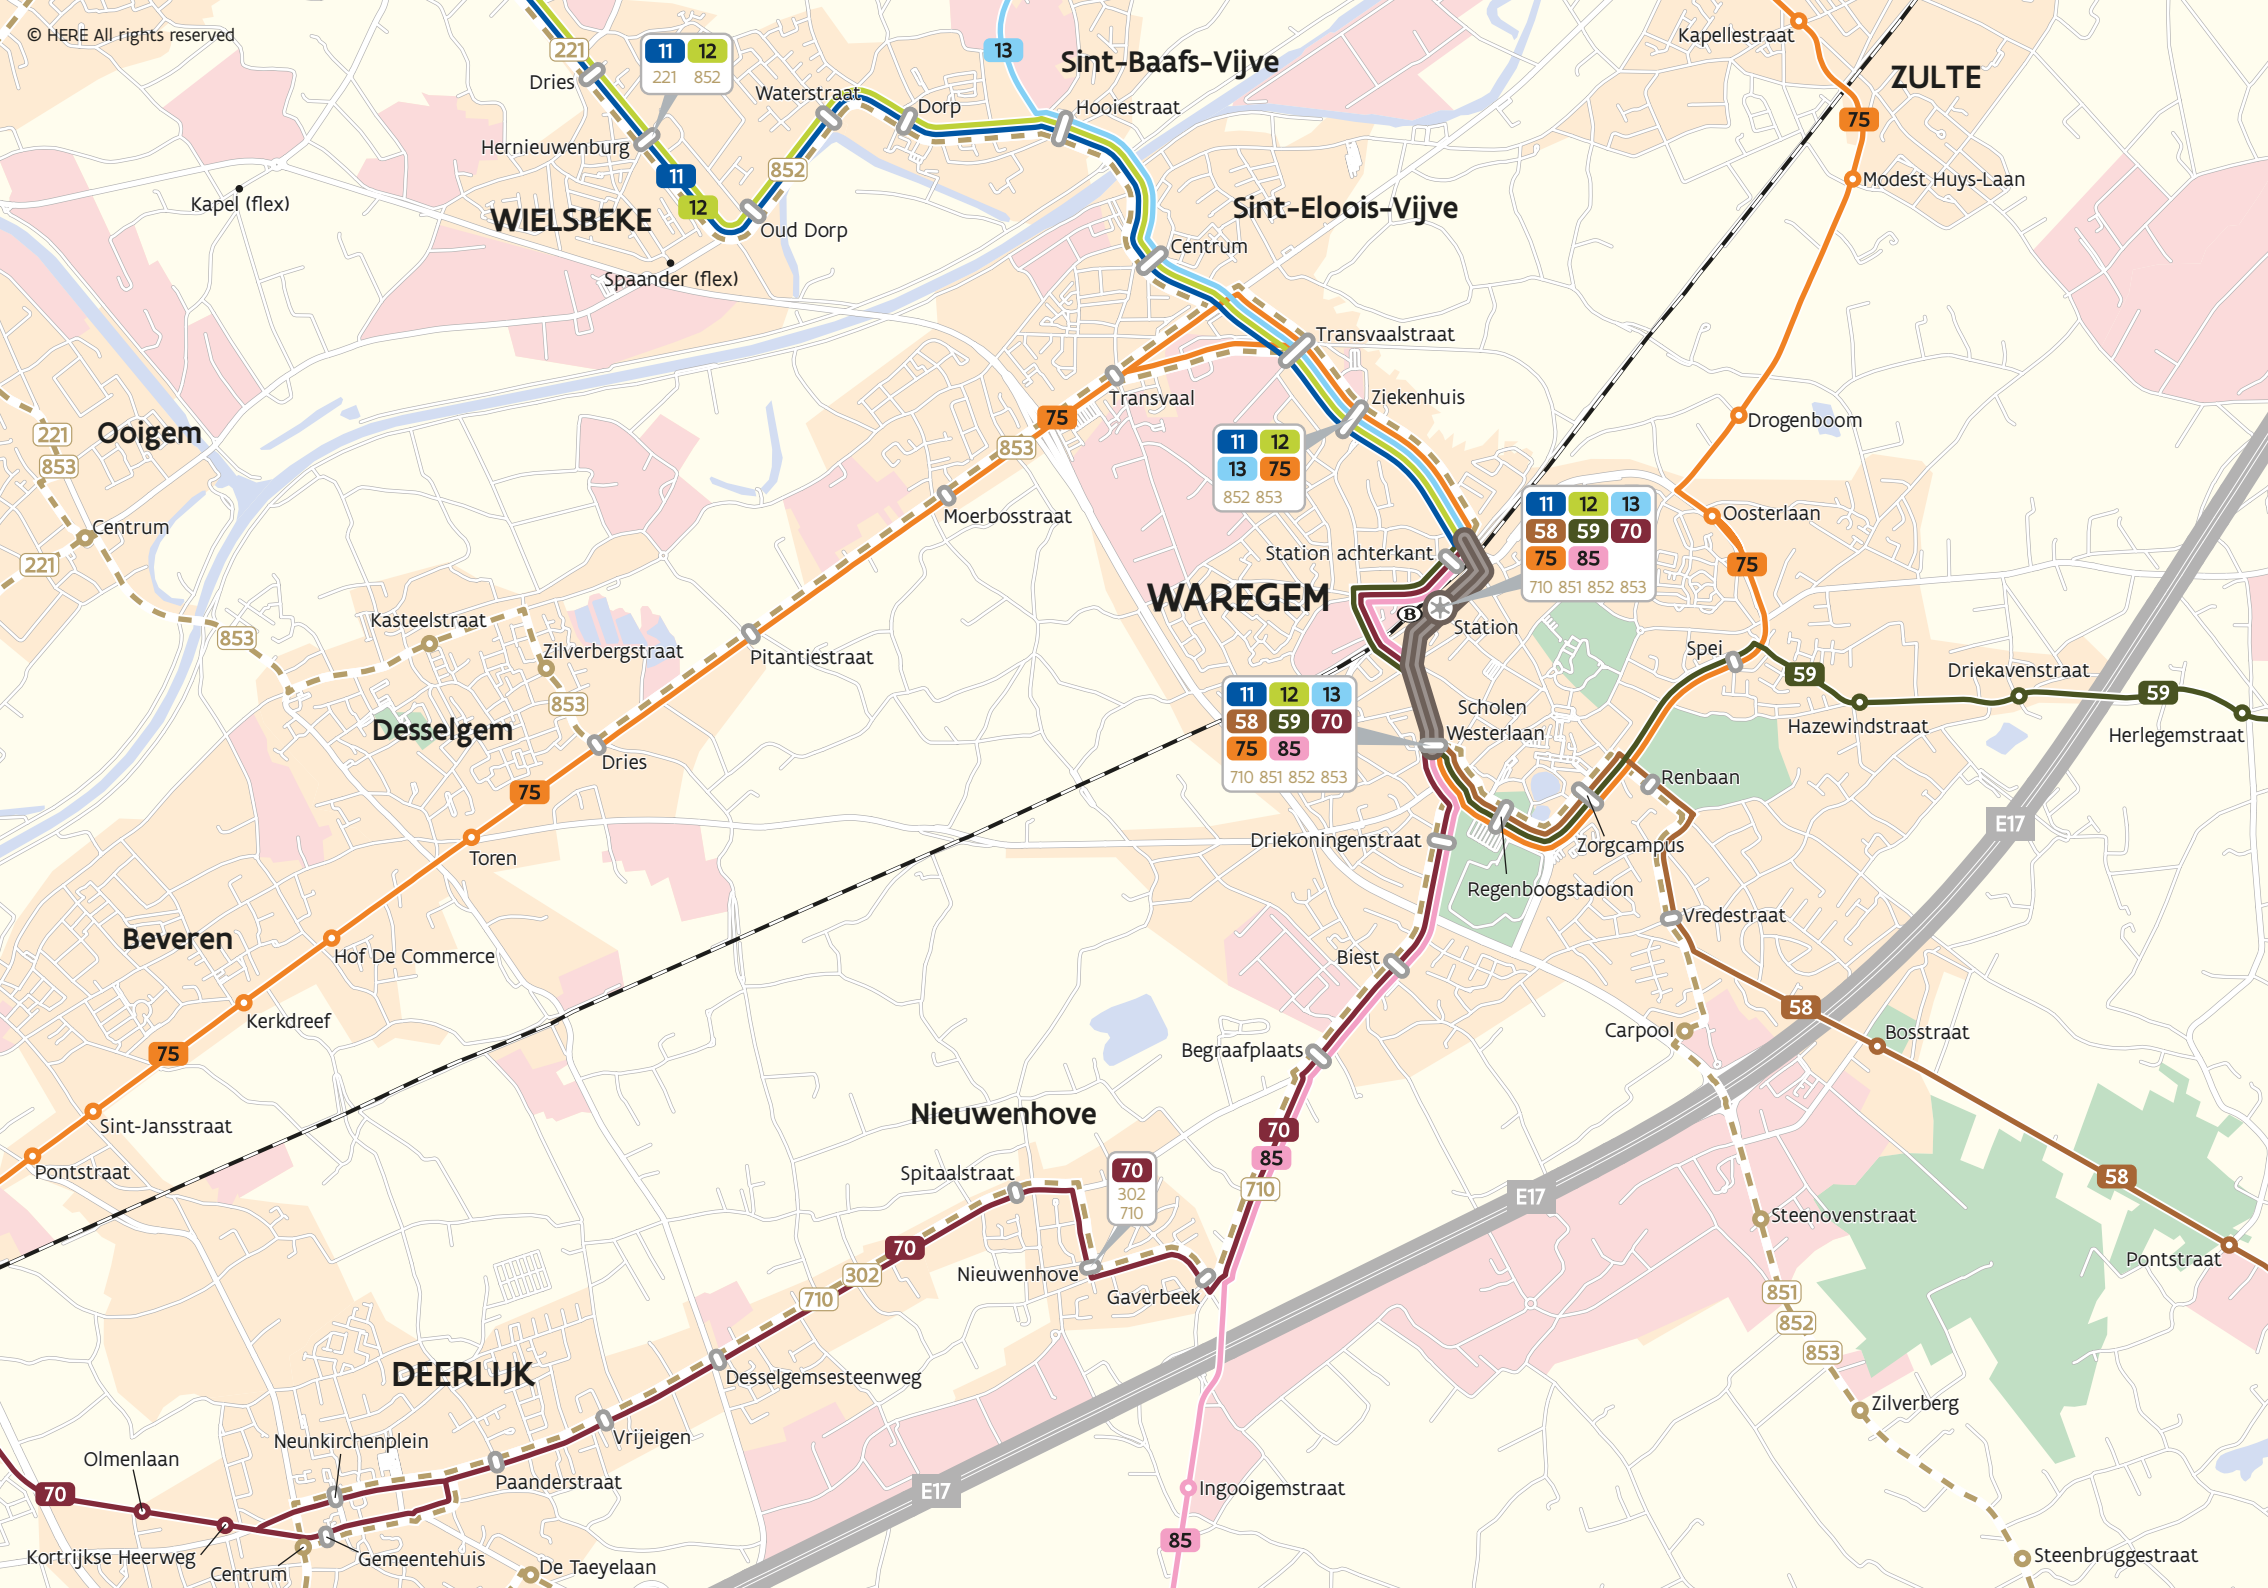 © HERE All rights reserved
221
11 12
221 852
Dries
Waterstraat
Dorp
13
Sint-Baafs-Vijve
Hooiestraat
Kapellestraat
ZULTE
75
Hernieuwenburg
11
852
12
Kapel (flex)
WIELSBEKE
Oud Dorp
Spaander (flex)
Sint-Eloois-Vijve
Centrum
Modest Huys-Laan
Transvaalstraat
Transvaal
Ziekenhuis
75
853
11 12
13 75
852 853
Drogenboom
221
853
Ooigem
Centrum
221
Moerbosstraat
11 12 13
58 59 70
75 85
710 851 852 853
Oosterlaan
75
Station achterkant
WAREGEM
B
Station
853
Kasteelstraat
Zilverbergstraat
Pitantiestraat
853
Desselgem
Dries
75
Toren
Spei
59
Driekavenstraat
59
Hazewindstraat
Herlegemstraat
11 12 13
58 59 70
75 85
710 851 852 853
Scholen
Westerlaan
Renbaan
E17
Driekoningenstraat
Zorgcampus
Regenboogstadion
Vredestraat
Beveren
Hof De Commerce
Biest
Kerkdreef
75
58
Carpool
Bosstraat
Begraafplaats
Sint-Jansstraat
Pontstraat
Nieuwenhove
70
85
710
Spitaalstraat
70
302
710
E17
58
Steenovenstraat
Pontstraat
70
302
710
Nieuwenhove
Gaverbeek
851
852
853
DEERLIJK
Desselgemsesteenweg
Zilverberg
Neunkirchenplein
Vrijeigen
Olmenlaan
Paanderstraat
70
E17
Ingooigemstraat
85
Kortrijkse Heerweg
Centrum
Gemeentehuis
De Taeyelaan
Steenbruggestraat